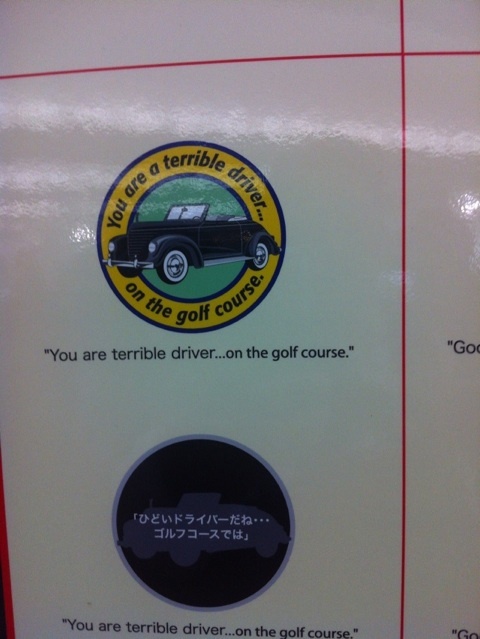 You are a terrible driver...
on the golf course.
"You are terrible driver...on the golf course."
"Goo
「ひどいドライバーだね・・・
ゴルフコースでは」
"You are terrible driver...on the golf course."
"Go